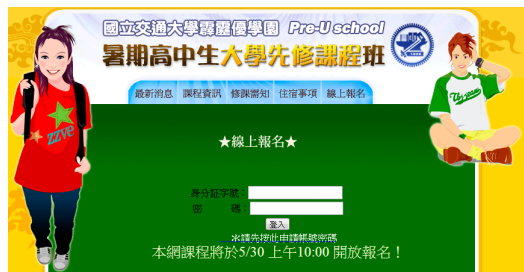 國立交通大學霹靂優學園 Pre-U school
暑期高中生大學先修課程班
最新消息 課程資訊 修課需知 住宿事項 線上報名
★線上報名★
身分証字號：
密 碼：
登入
※請先按此申請帳號密碼
本網課程將於5/30 上午10:00 開放報名！
zzve